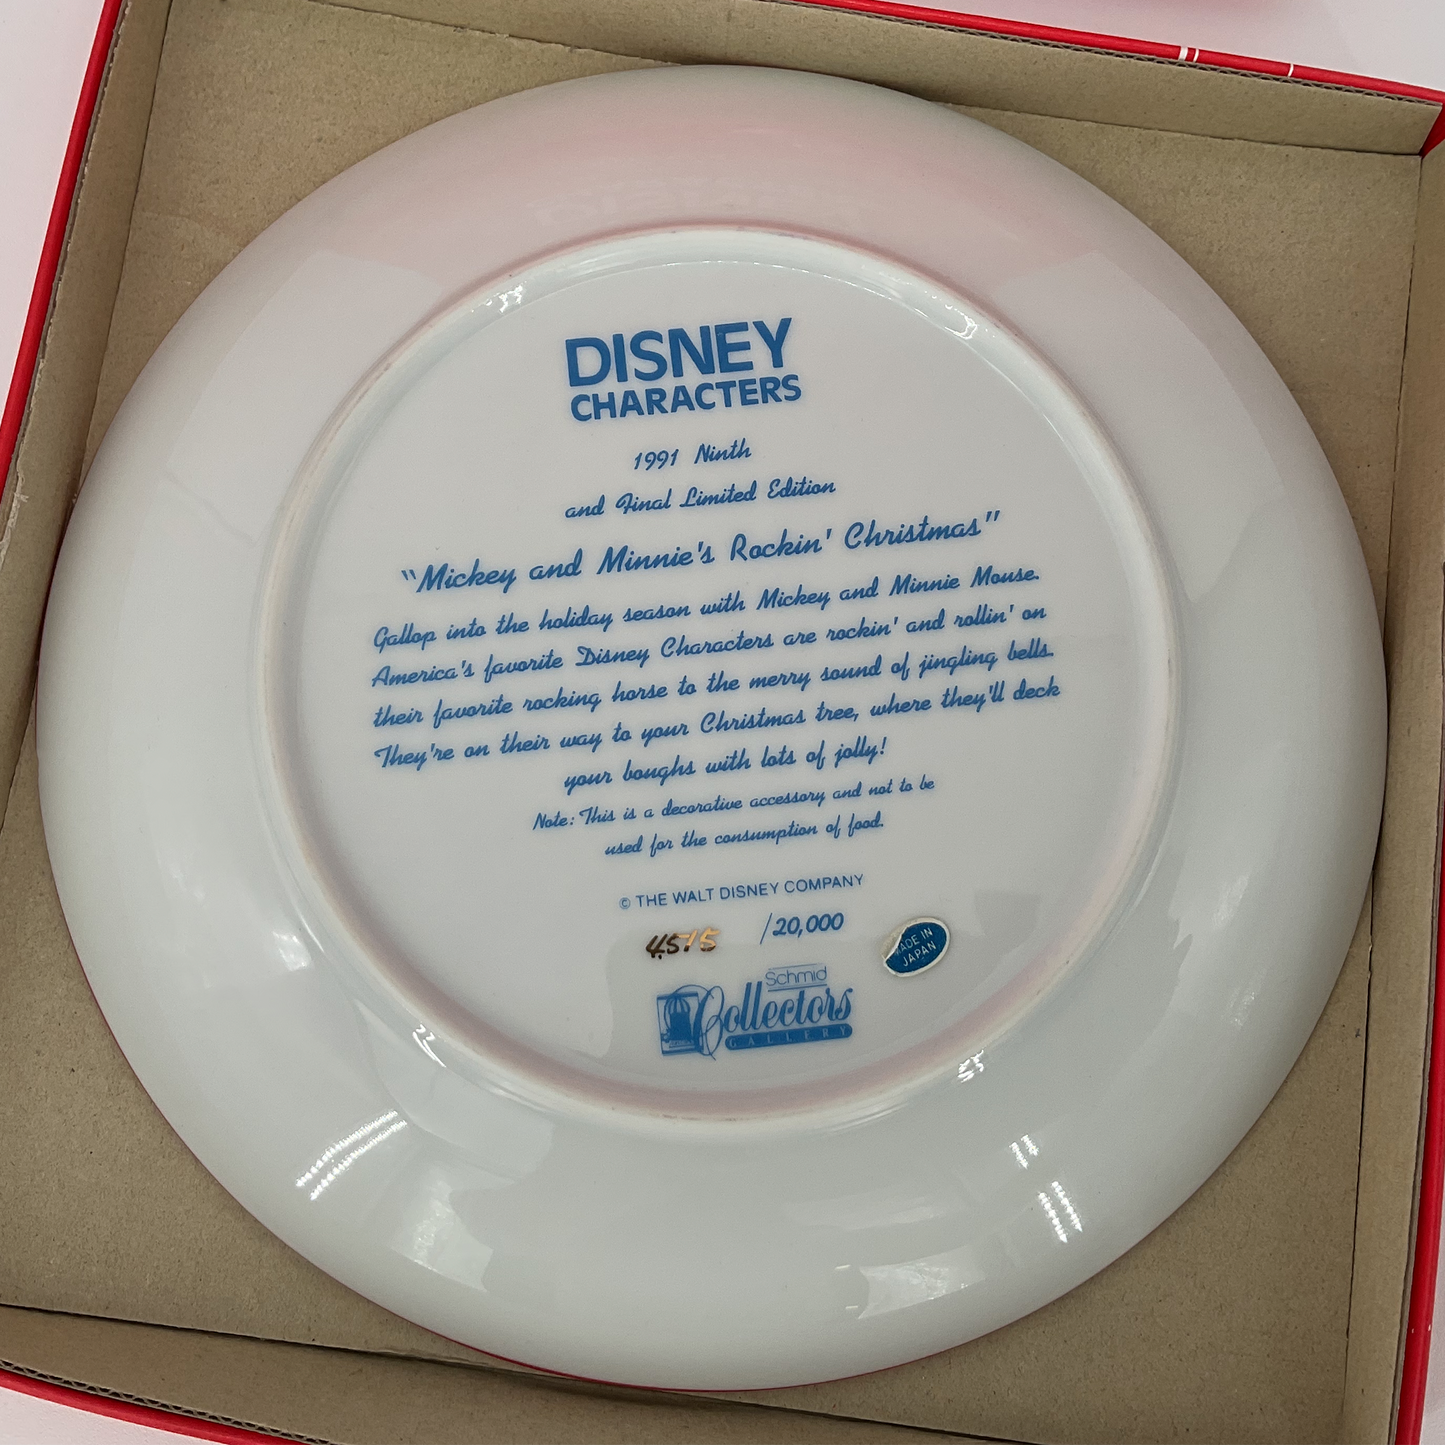 DISNEY
CHARACTERS
1991 Ninth
and Final Limited Edition
"Mickey and Minnie's Rockin' Christmas"
Gallop into the holiday season with Mickey and Minnie Mouse.
America's favorite Disney Characters are rockin' and rollin' on
their favorite rocking horse to the merry sound of jingling bells.
They're on their way to your Christmas tree, where they'll deck
your boughs with lots of jolly!
Note: This is a decorative accessory and not to be
used for the consumption of food.
© THE WALT DISNEY COMPANY
4515 /20,000
MADE IN
JAPAN
Schmid
Collectors
GALLERY